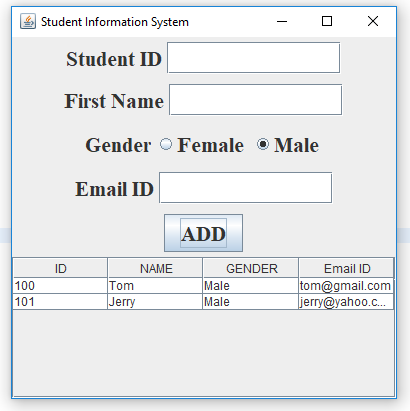 Student Information System
Student ID
First Name
Gender Female Male
Email ID
ADD
ID NAME GENDER Email ID
100 Tom Male tom@gmail.com
101 Jerry Male jerry@yahoo.c...